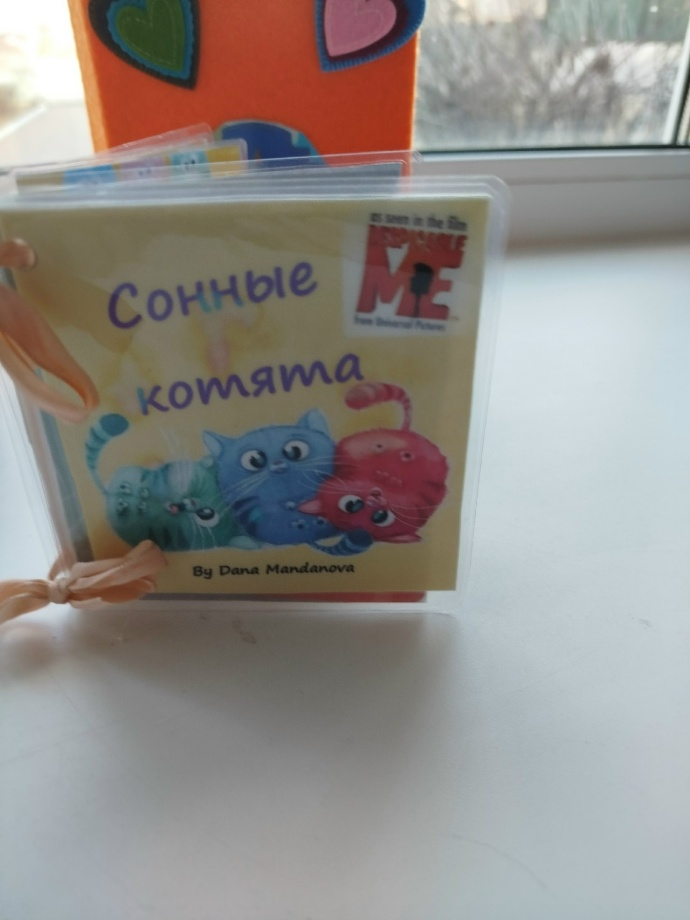 as seen in the film
DESPICABLE
ME
from Universal Pictures
Сонные
котята
By Dana Mandanova